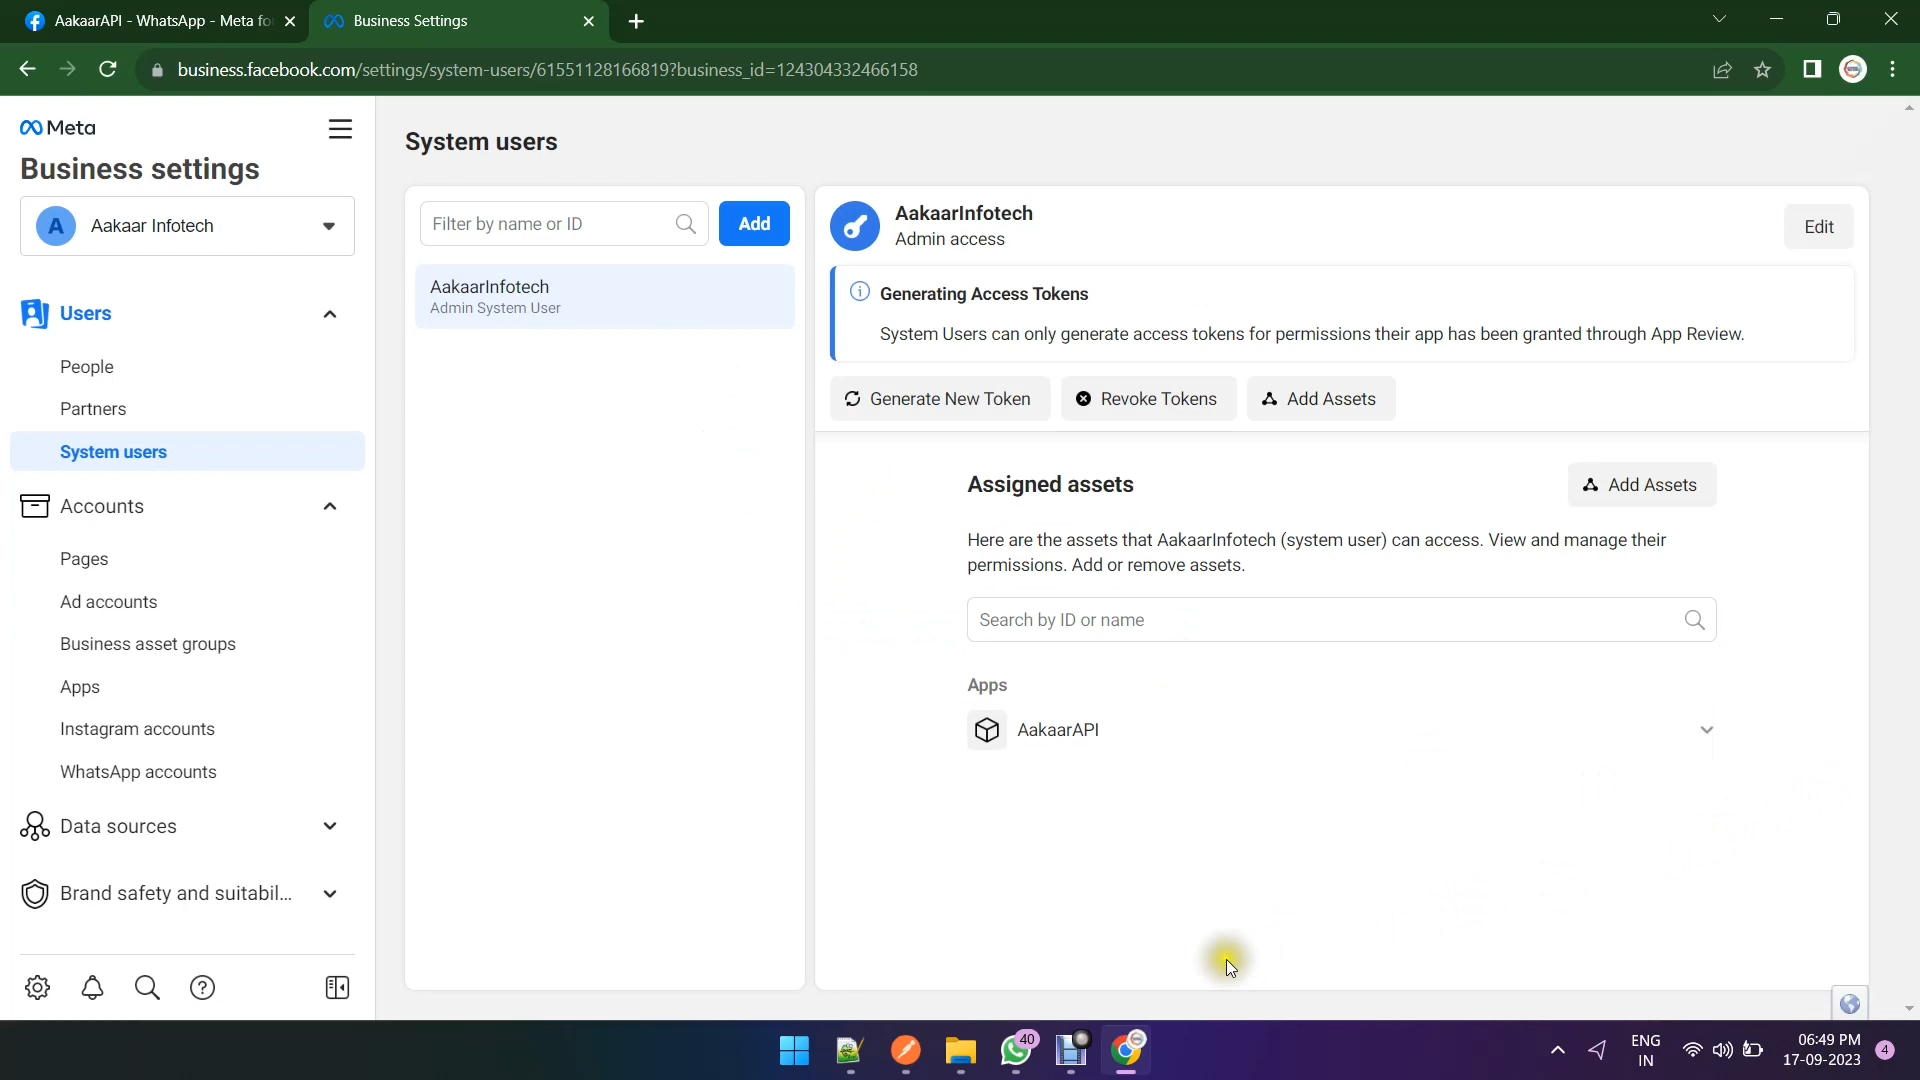 AakaarAPI - WhatsApp - Meta fo
Business Settings
business.facebook.com/settings/system-users/61551128166819?business_id=124304332466158
Meta
Business settings
A
Aakaar Infotech
Users
People
Partners
System users
Accounts
Pages
Ad accounts
Business asset groups
Apps
Instagram accounts
WhatsApp accounts
Data sources
Brand safety and suitabil...
System users
Filter by name or ID
Add
AakaarInfotech
Admin System User
AakaarInfotech
Admin access
Edit
Generating Access Tokens
System Users can only generate access tokens for permissions their app has been granted through App Review.
Generate New Token
Revoke Tokens
Add Assets
Assigned assets
Add Assets
Here are the assets that AakaarInfotech (system user) can access. View and manage their
permissions. Add or remove assets.
Search by ID or name
Apps
AakaarAPI
40
ENG
IN
06:49 PM
17-09-2023
4